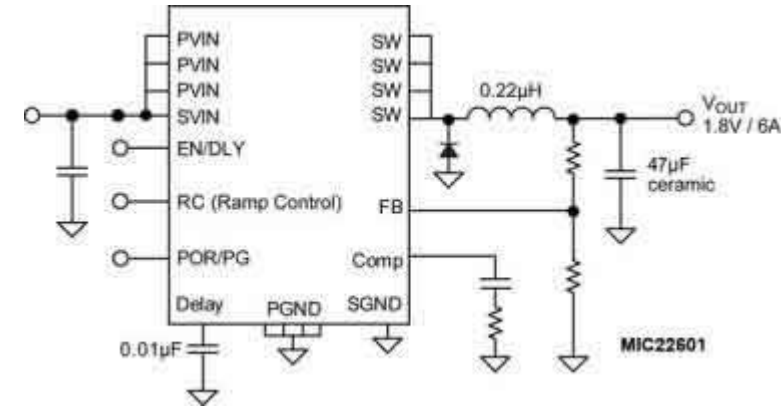 PVIN
PVIN
PVIN
SVIN
EN/DLY
RC (Ramp Control)
POR/PG
Delay
PGND
SGND
SW
SW
SW
SW
FB
Comp
0.22µH
VOUT
1.8V / 6A
47µF
ceramic
0.01µF
MIC22601